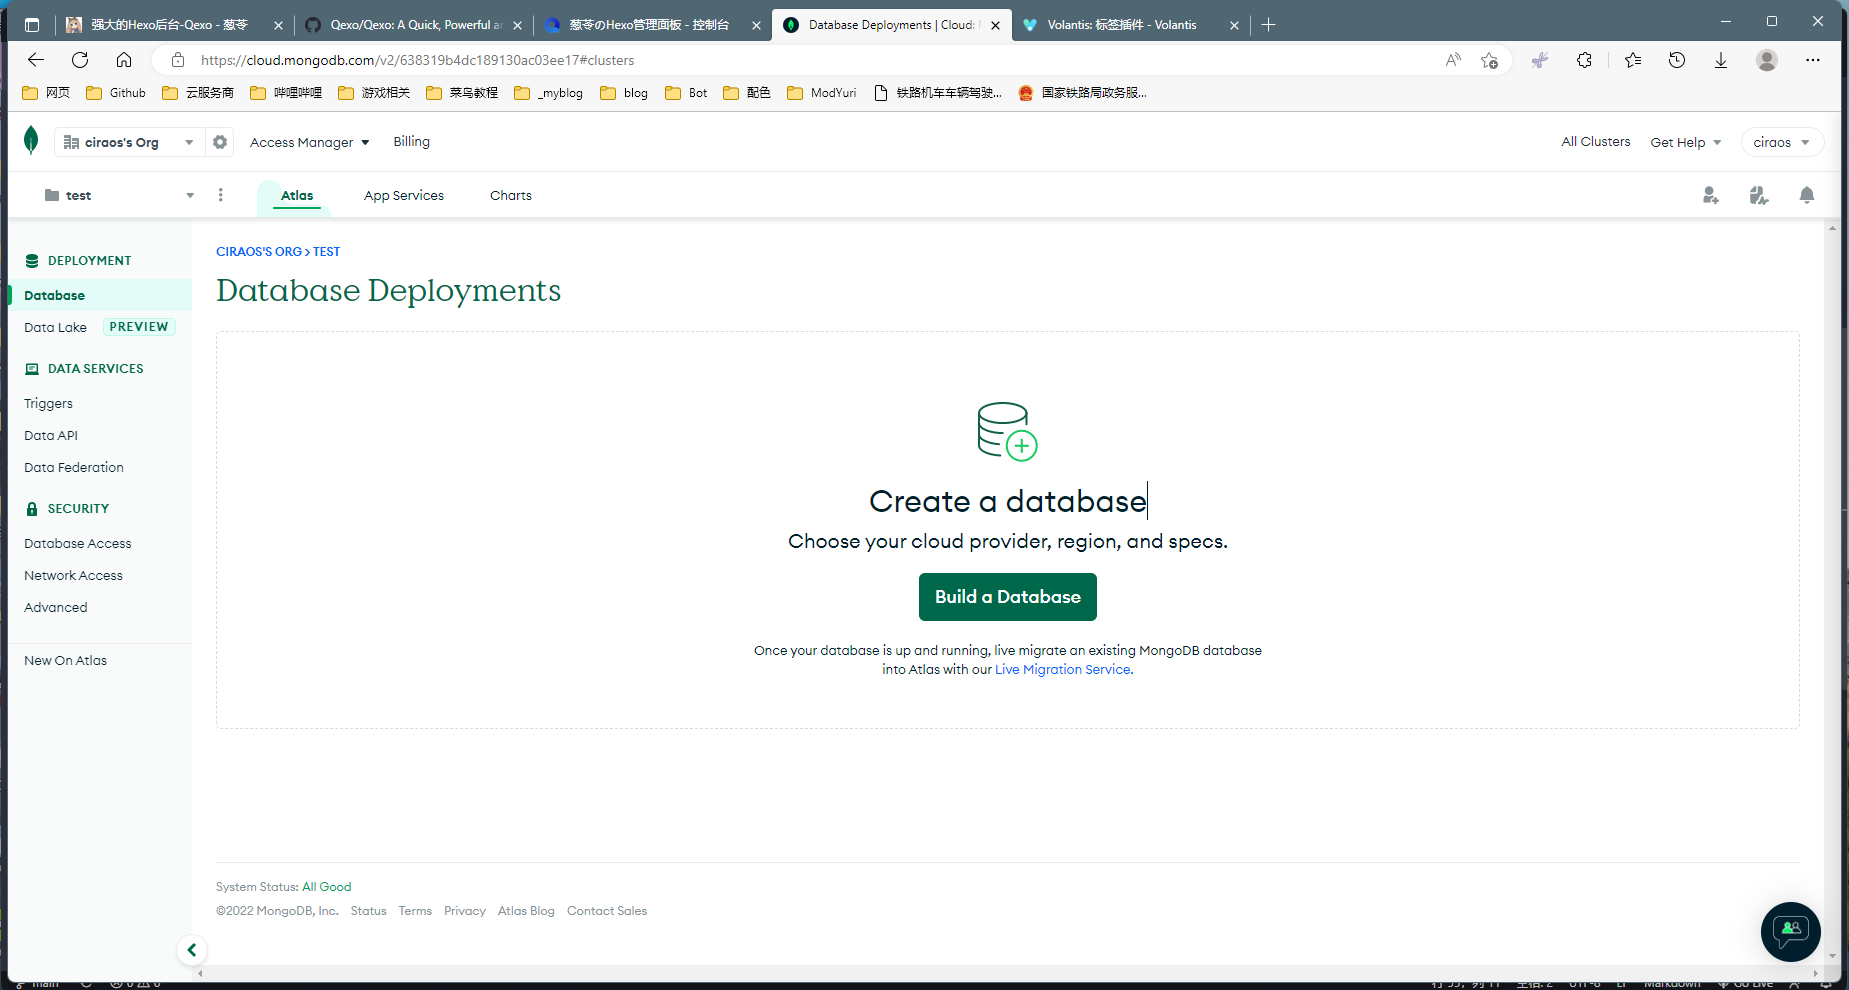 强大的Hexo后台-Qexo - 葱苓
Qexo/Qexo: A Quick, Powerful a
葱苓のHexo管理面板 - 控制台
Database Deployments | Cloud:
Volantis: 标签插件 - Volantis
https://cloud.mongodb.com/v2/638319b4dc189130ac03ee17#clusters
网页 Github 云服务商 哔哩哔哩 游戏相关 菜鸟教程 _myblog blog Bot 配色 ModYuri 铁路机车车辆驾驶... 国家铁路局政务服...
ciraos's Org Access Manager Billing All Clusters Get Help ciraos
test Atlas App Services Charts
DEPLOYMENT
Database
Data Lake PREVIEW
DATA SERVICES
Triggers
Data API
Data Federation
SECURITY
Database Access
Network Access
Advanced
New On Atlas
CIRAOS'S ORG > TEST
Database Deployments
Create a database
Choose your cloud provider, region, and specs.
Build a Database
Once your database is up and running, live migrate an existing MongoDB database
into Atlas with our Live Migration Service.
System Status: All Good
©2022 MongoDB, Inc. Status Terms Privacy Atlas Blog Contact Sales
main
UTF-8 LF Markdown Go Live